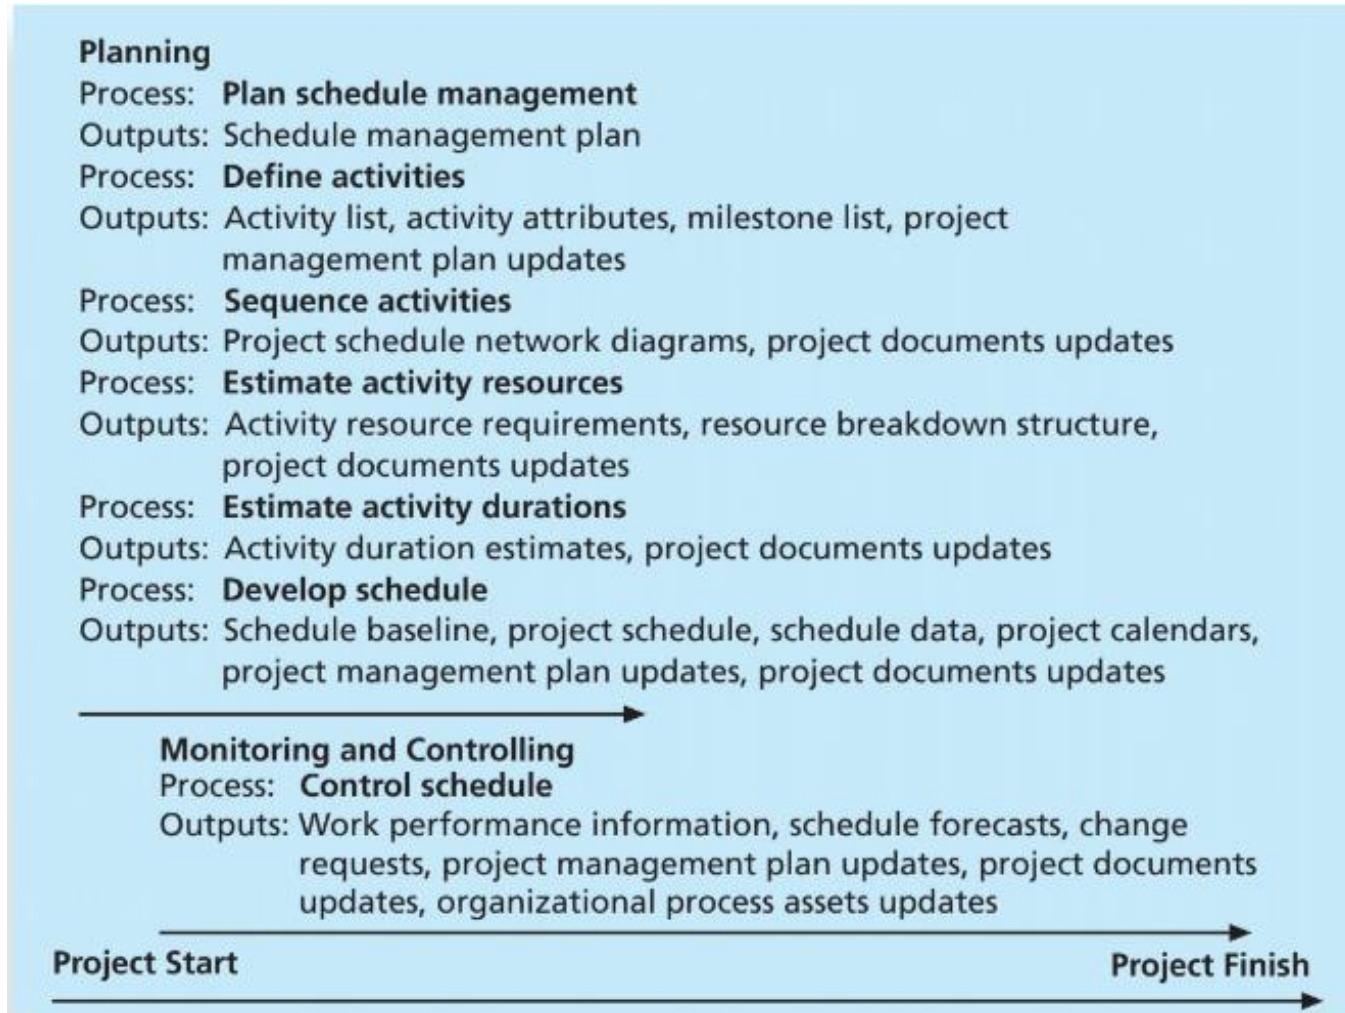 Planning
Process: Plan schedule management
Outputs: Schedule management plan
Process: Define activities
Outputs: Activity list, activity attributes, milestone list, project
management plan updates
Process: Sequence activities
Outputs: Project schedule network diagrams, project documents updates
Process: Estimate activity resources
Outputs: Activity resource requirements, resource breakdown structure,
project documents updates
Process: Estimate activity durations
Outputs: Activity duration estimates, project documents updates
Process: Develop schedule
Outputs: Schedule baseline, project schedule, schedule data, project calendars,
project management plan updates, project documents updates
Monitoring and Controlling
Process: Control schedule
Outputs: Work performance information, schedule forecasts, change
requests, project management plan updates, project documents
updates, organizational process assets updates
Project Start Project Finish